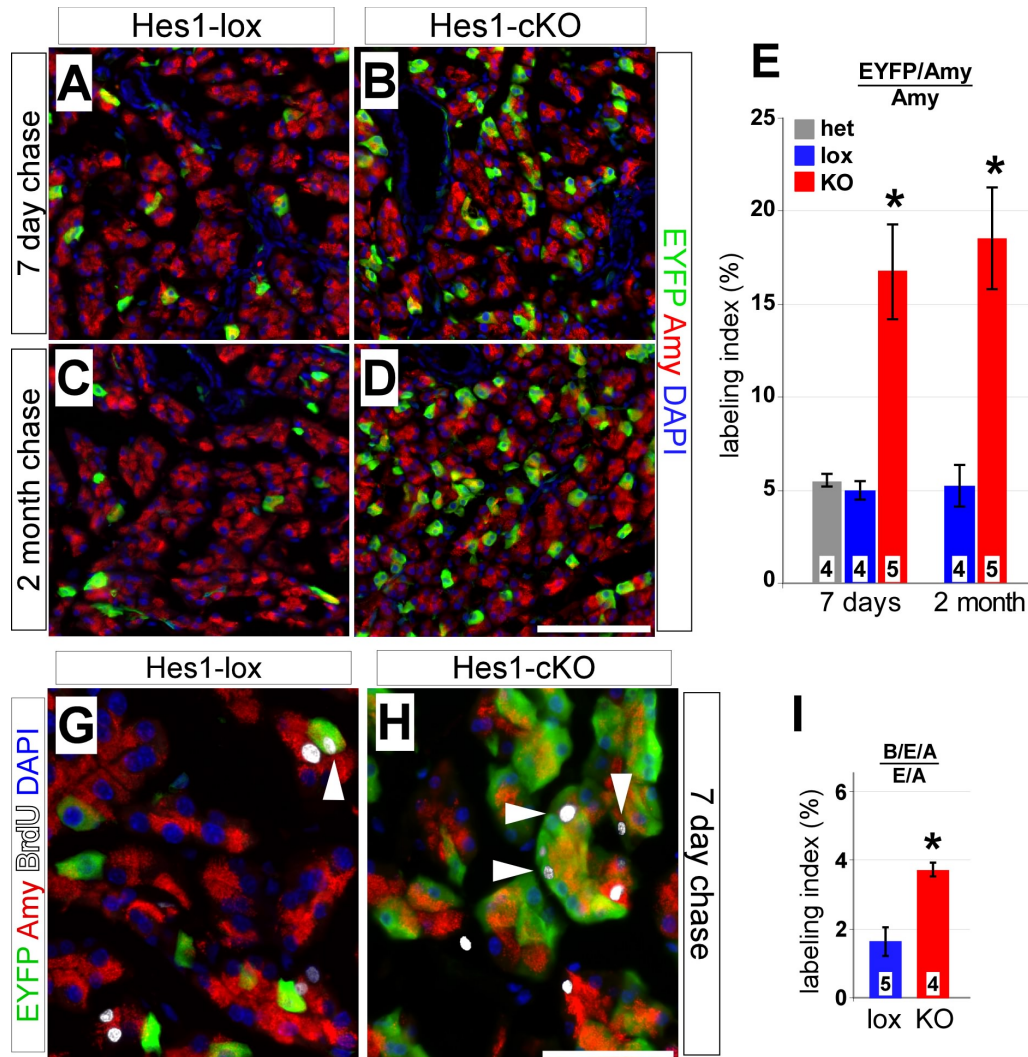 Hes1-lox
Hes1-cKO
7 day chase
2 month chase
A
B
C
D
EYFP Amy DAPI
E
EYFP/Amy
Amy
het
lox
KO
labeling index (%)
25
20
15
10
5
0
*
*
4
4
5
4
5
7 days
2 month
Hes1-lox
Hes1-cKO
EYFP Amy BrdU DAPI
G
H
7 day chase
I
B/E/A
E/A
labeling index (%)
6
4
2
0
*
5
4
lox
KO